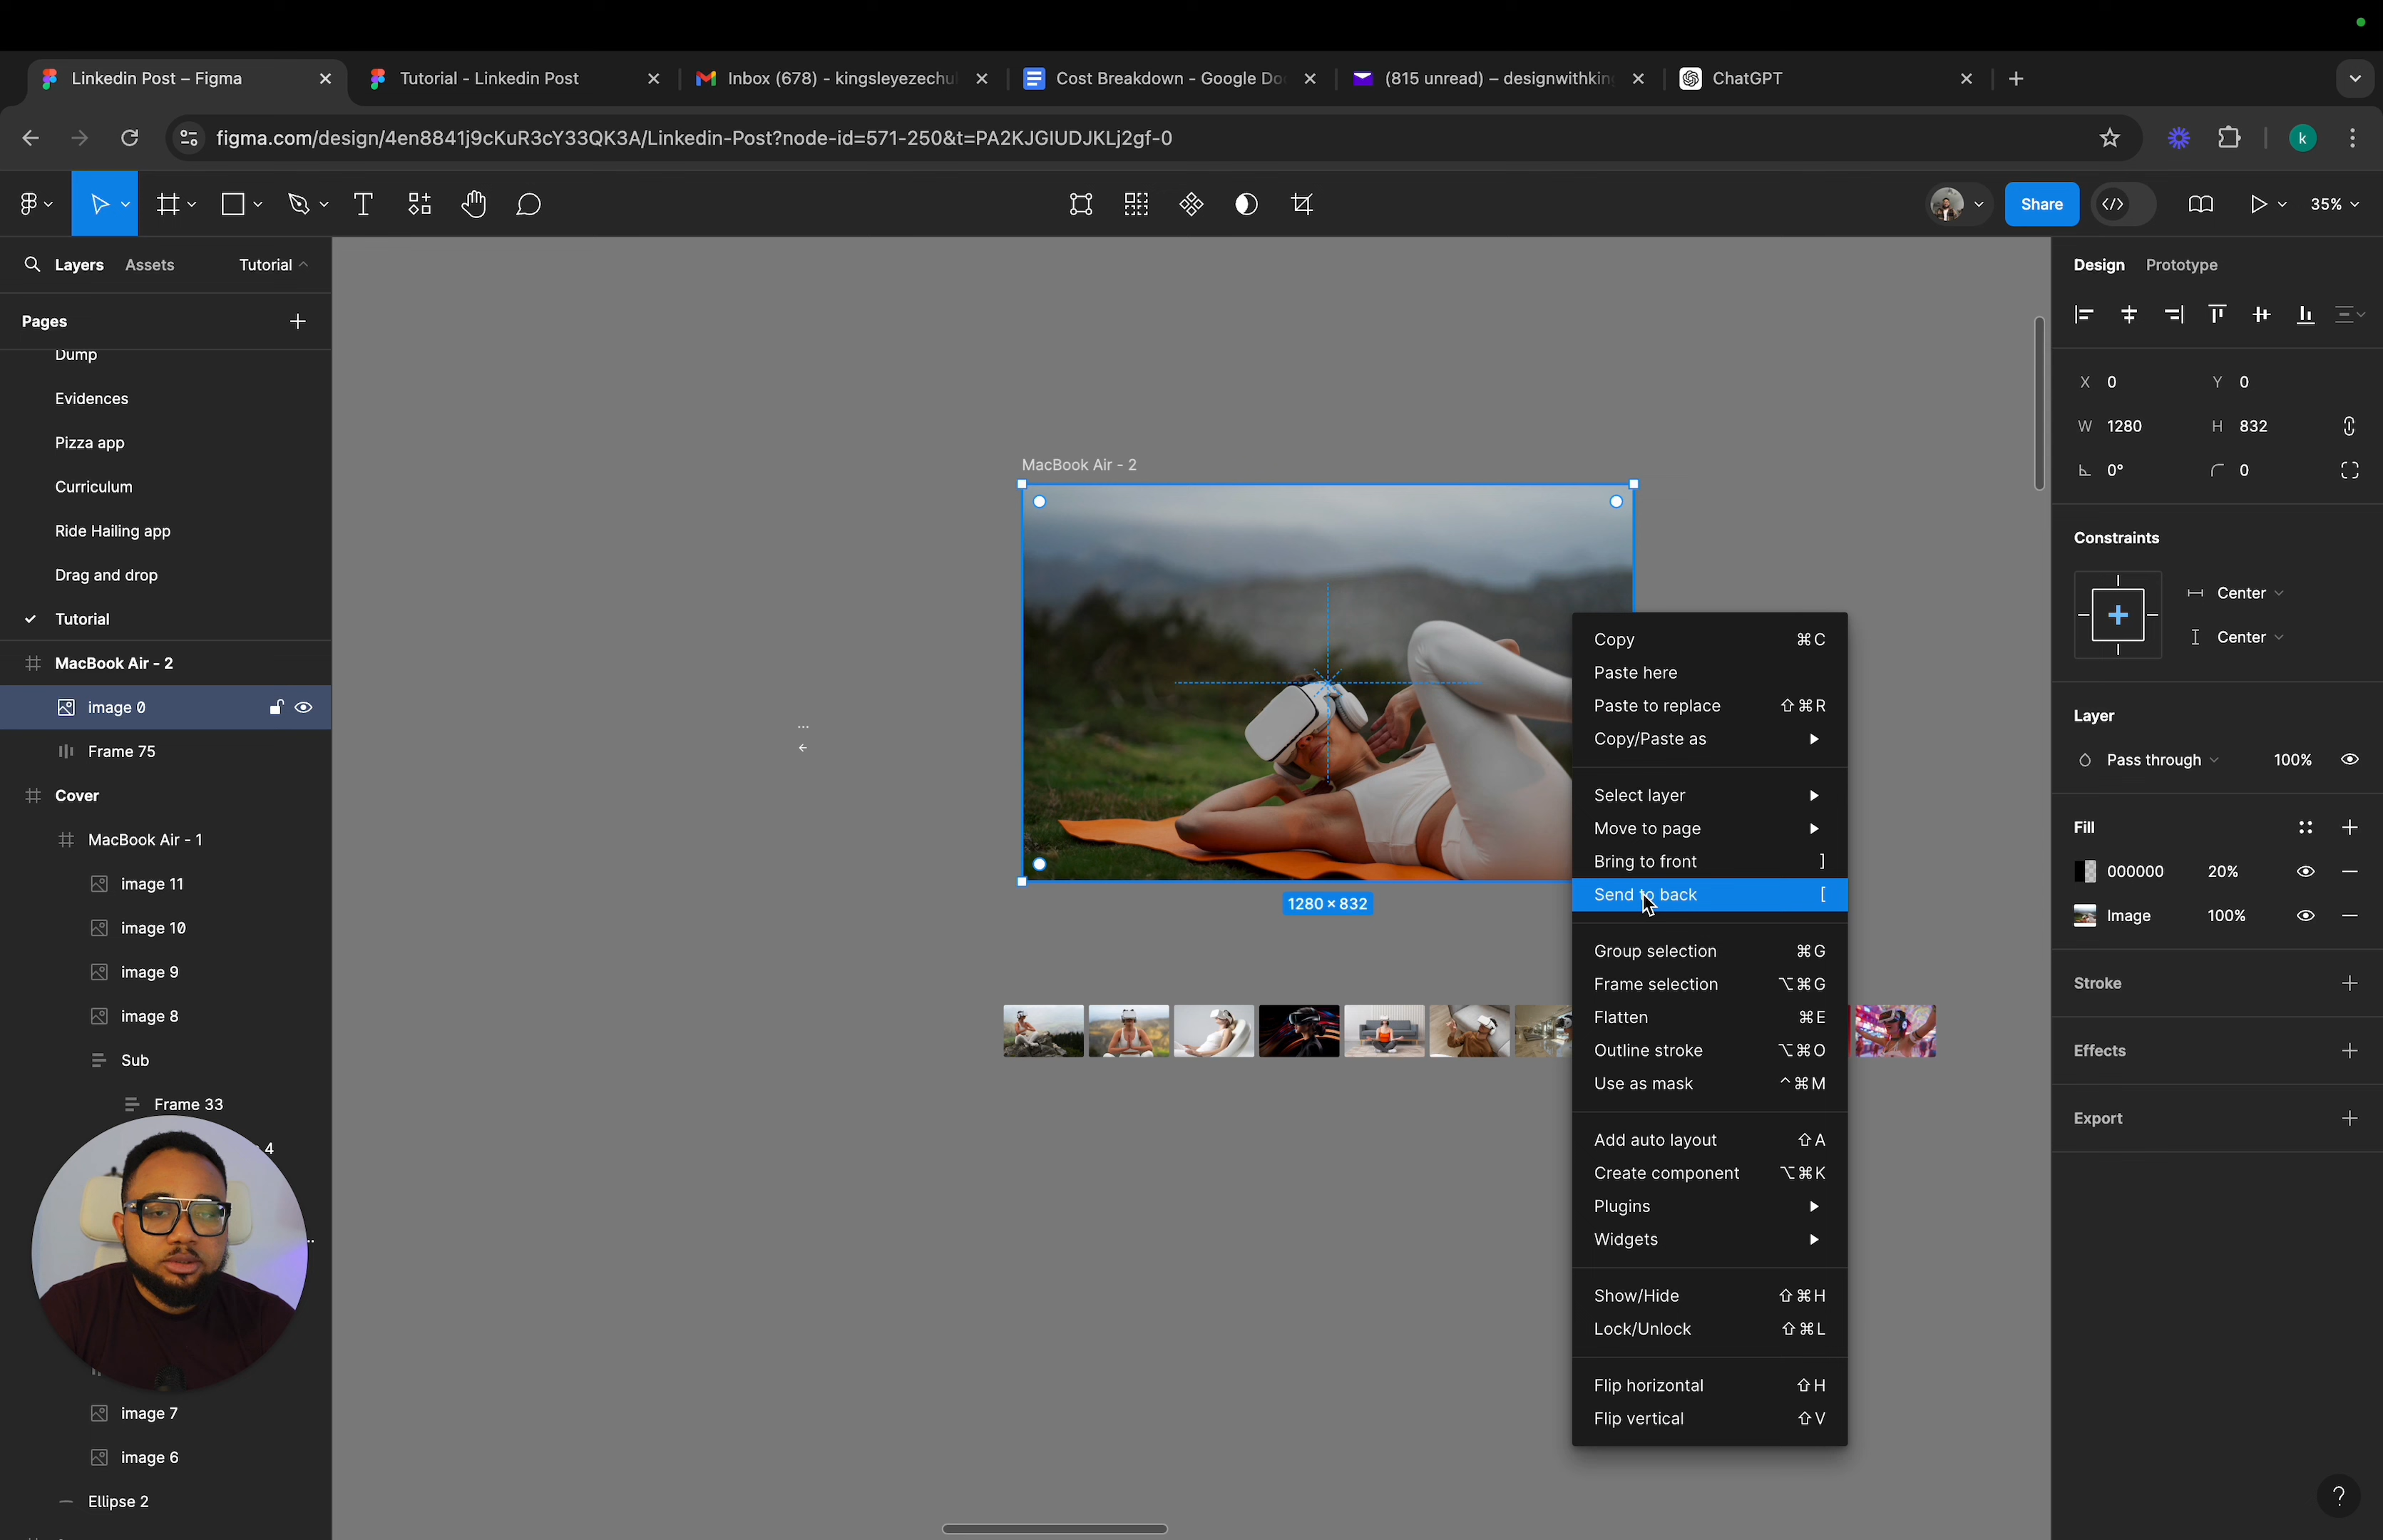 Linkedin Post – Figma
Tutorial - Linkedin Post
Inbox (678) - kingsleyezechu
Cost Breakdown - Google Do
(815 unread) – designwithkin
ChatGPT
figma.com/design/4en8841j9cKuR3cY33QK3A/Linkedin-Post?node-id=571-250&t=PA2KJGIUDJKLj2gf-0
k
Share
35%
Layers
Assets
Tutorial
Pages
Dump
Evidences
Pizza app
Curriculum
Ride Hailing app
Drag and drop
Tutorial
MacBook Air - 2
image 0
Frame 75
Cover
MacBook Air - 1
image 11
image 10
image 9
image 8
Sub
Frame 33
4
...
image 7
image 6
Ellipse 2
MacBook Air - 2
1280 × 832
Copy ⌘C
Paste here
Paste to replace ⇧⌘R
Copy/Paste as
Select layer
Move to page
Bring to front ]
Send to back [
Group selection ⌘G
Frame selection ⌥⌘G
Flatten ⌘E
Outline stroke ⌥⌘O
Use as mask ^⌘M
Add auto layout ⇧A
Create component ⌥⌘K
Plugins
Widgets
Show/Hide ⇧⌘H
Lock/Unlock ⇧⌘L
Flip horizontal ⇧H
Flip vertical ⇧V
Design
Prototype
X 0 Y 0
W 1280 H 832
0° 0
Constraints
Center
Center
Layer
Pass through 100%
Fill
000000 20%
Image 100%
Stroke
Effects
Export
?